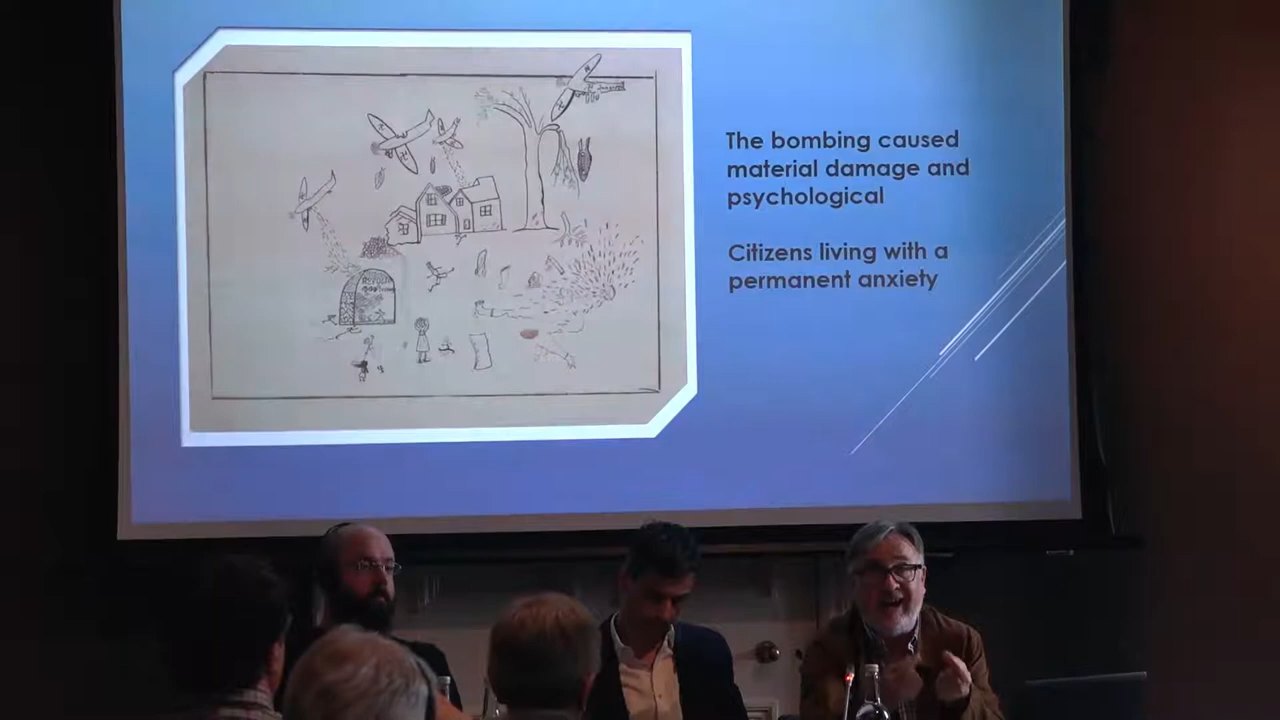 The bombing caused
material damage and
psychological
Citizens living with a
permanent anxiety